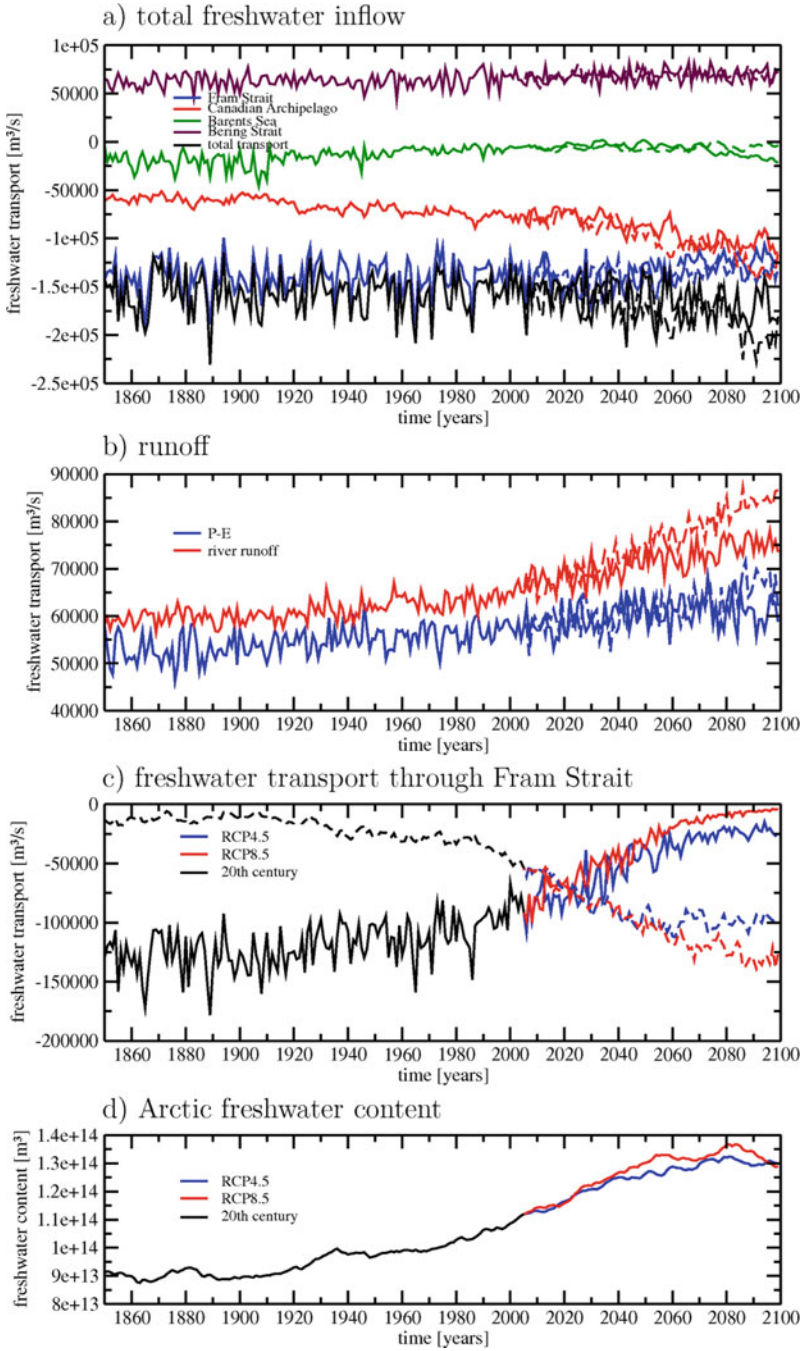 a) total freshwater inflow
freshwater transport [m³/s]
1e+05
50000
0
-50000
-1e+05
-1.5e+05
-2e+05
-2.5e+05
Fram Strait
Canadian Archipelago
Barents Sea
Bering Strait
total transport
1860 1880 1900 1920 1940 1960 1980 2000 2020 2040 2060 2080 2100
time [years]
b) runoff
freshwater transport [m³/s]
90000
80000
70000
60000
50000
40000
P-E
river runoff
1860 1880 1900 1920 1940 1960 1980 2000 2020 2040 2060 2080 2100
time [years]
c) freshwater transport through Fram Strait
freshwater transport [m³/s]
0
-50000
-100000
-150000
-200000
RCP4.5
RCP8.5
20th century
1860 1880 1900 1920 1940 1960 1980 2000 2020 2040 2060 2080 2100
time [years]
d) Arctic freshwater content
freshwater content [m³]
1.4e+14
1.3e+14
1.2e+14
1.1e+14
1e+14
9e+13
8e+13
RCP4.5
RCP8.5
20th century
1860 1880 1900 1920 1940 1960 1980 2000 2020 2040 2060 2080 2100
time [years]